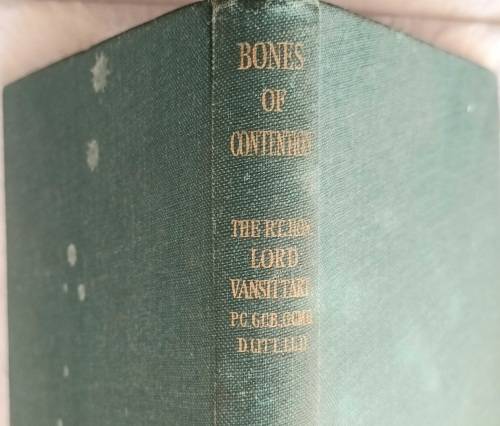 BONES
OF
CONTENTION
THE RT. HON.
LORD
VANSITTART
P.C. G.C.B. G.C.M.G.
D.LITT. LL.D.